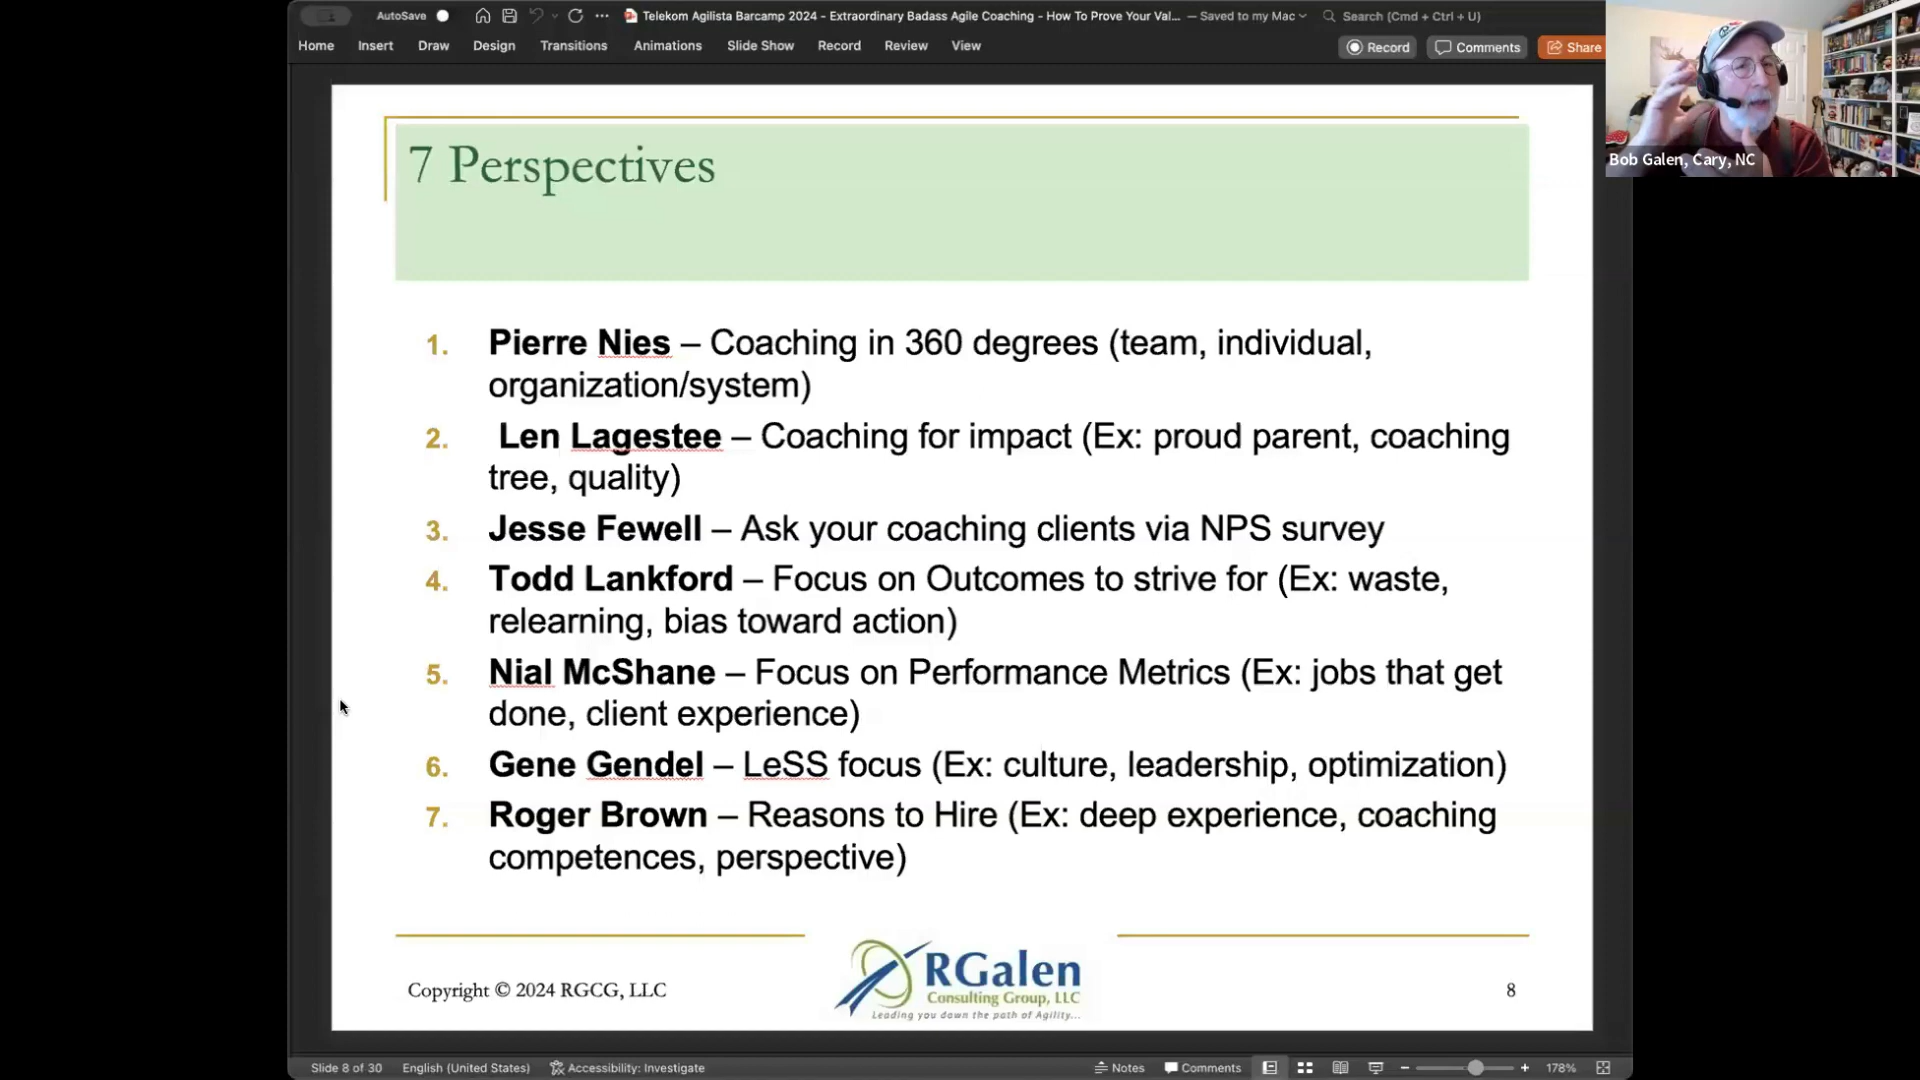 AutoSave
Telekom Agilista Barcamp 2024 - Extraordinary Badass Agile Coaching - How To Prove Your Val... — Saved to my Mac
Search (Cmd + Ctrl + U)
Home Insert Draw Design Transitions Animations Slide Show Record Review View
Record Comments Share
Bob Galen, Cary, NC
7 Perspectives
1. Pierre Nies – Coaching in 360 degrees (team, individual,
organization/system)
2. Len Lagestee – Coaching for impact (Ex: proud parent, coaching
tree, quality)
3. Jesse Fewell – Ask your coaching clients via NPS survey
4. Todd Lankford – Focus on Outcomes to strive for (Ex: waste,
relearning, bias toward action)
5. Nial McShane – Focus on Performance Metrics (Ex: jobs that get
done, client experience)
6. Gene Gendel – LeSS focus (Ex: culture, leadership, optimization)
7. Roger Brown – Reasons to Hire (Ex: deep experience, coaching
competences, perspective)
Copyright © 2024 RGCG, LLC
RGalen
Consulting Group, LLC
Leading you down the path of Agility...
8
Slide 8 of 30 English (United States) Accessibility: Investigate
Notes Comments 178%